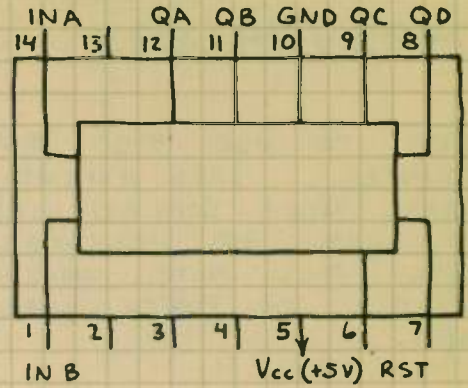 INA QA QB GND QC QD
14 13 12 11 10 9 8
1 2 3 4 5 6 7
IN B Vcc (+5V) RST